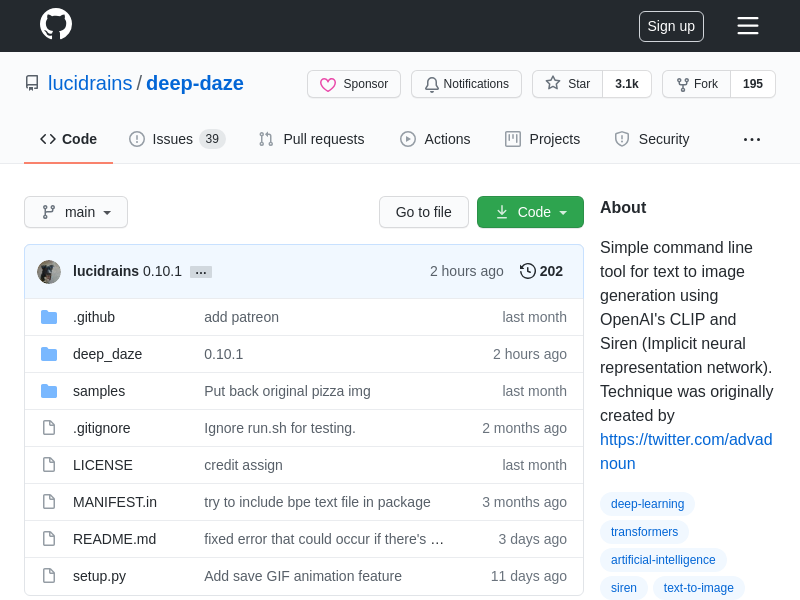 Sign up
lucidrains / deep-daze
Sponsor Notifications Star 3.1k Fork 195
Code Issues 39 Pull requests Actions Projects Security ...
main Go to file Code
lucidrains 0.10.1 ... 2 hours ago 202
.github add patreon last month
deep_daze 0.10.1 2 hours ago
samples Put back original pizza img last month
.gitignore Ignore run.sh for testing. 2 months ago
LICENSE credit assign last month
MANIFEST.in try to include bpe text file in package 3 months ago
README.md fixed error that could occur if there's … 3 days ago
setup.py Add save GIF animation feature 11 days ago
About
Simple command line
tool for text to image
generation using
OpenAI's CLIP and
Siren (Implicit neural
representation network).
Technique was originally
created by
https://twitter.com/advad
noun
deep-learning
transformers
artificial-intelligence
siren text-to-image